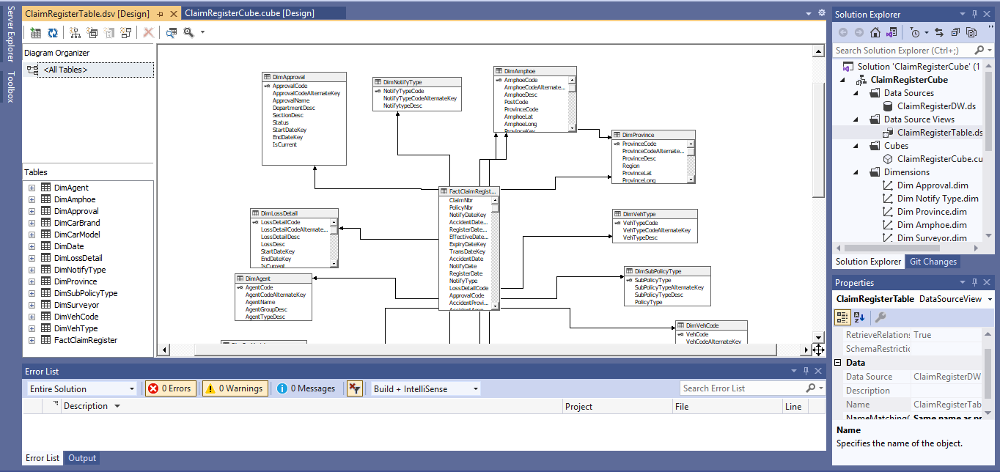 Server Explorer
Toolbox
ClaimRegisterTable.dsv [Design]
ClaimRegisterCube.cube [Design]
Diagram Organizer
<All Tables>
Tables
DimAgent
DimAmphoe
DimApproval
DimCarBrand
DimCarModel
DimDate
DimLossDetail
DimNotifyType
DimProvince
DimSubPolicyType
DimSurveyor
DimVehCode
DimVehType
FactClaimRegister
DimApproval
ApprovalCode
ApprovalCodeAlternateKey
ApprovalName
DepartmentDesc
SectionDesc
Status
StartDateKey
EndDateKey
IsCurrent
DimNotifyType
NotifyTypeCode
NotifyTypeCodeAlternateKey
NotifytypeDesc
DimAmphoe
AmphoeCode
AmphoeCodeAlternate...
AmphoeDesc
PostCode
ProvinceCode
AmphoeLat
AmphoeLong
ProvinceKey
DimProvince
ProvinceCode
ProvinceCodeAlternate...
ProvinceDesc
Region
ProvinceLat
ProvinceLong
FactClaimRegist...
ClaimNbr
PolicyNbr
NotifyDateKey
AccidentDate...
RegisterDate...
EffectiveDate...
ExpiryDateKey
TransDateKey
AccidentDate
NotifyDate
RegisterDate
NotifyType
LossDetailCode
ApprovalCode
AccidentProvi...
AccidentAmp...
DimLossDetail
LossDetailCode
LossDetailCodeAlternate...
LossDetailDesc
LossDesc
StartDateKey
EndDateKey
IsCurrent
DimVehType
VehTypeCode
VehTypeCodeAlternateKey
VehTypeDesc
DimAgent
AgentCode
AgentCodeAlternateKey
AgentName
AgentGroupDesc
AgentTypeDesc
DimSubPolicyType
SubPolicyType
SubPolicyTypeAlternateKey
SubPolicyTypeDesc
PolicyType
DimVehCode
VehCode
VehCodeAlternateKey
Error List
Entire Solution
0 Errors
0 Warnings
0 Messages
Build + IntelliSense
Search Error List
Description
Project
File
Line
Error List
Output
Solution Explorer
Search Solution Explorer (Ctrl+;)
Solution 'ClaimRegisterCube' (1
ClaimRegisterCube
Data Sources
ClaimRegisterDW.ds
Data Source Views
ClaimRegisterTable.ds
Cubes
ClaimRegisterCube.cu
Dimensions
Dim Approval.dim
Dim Notify Type.dim
Dim Province.dim
Dim Amphoe.dim
Dim Surveyor.dim
Solution Explorer
Git Changes
Properties
ClaimRegisterTable DataSourceView
RetrieveRelations True
SchemaRestrictic
Data
Data Source ClaimRegisterDW
Description
Name ClaimRegisterTab
NameMatchingC Same name as pr
Name
Specifies the name of the object.